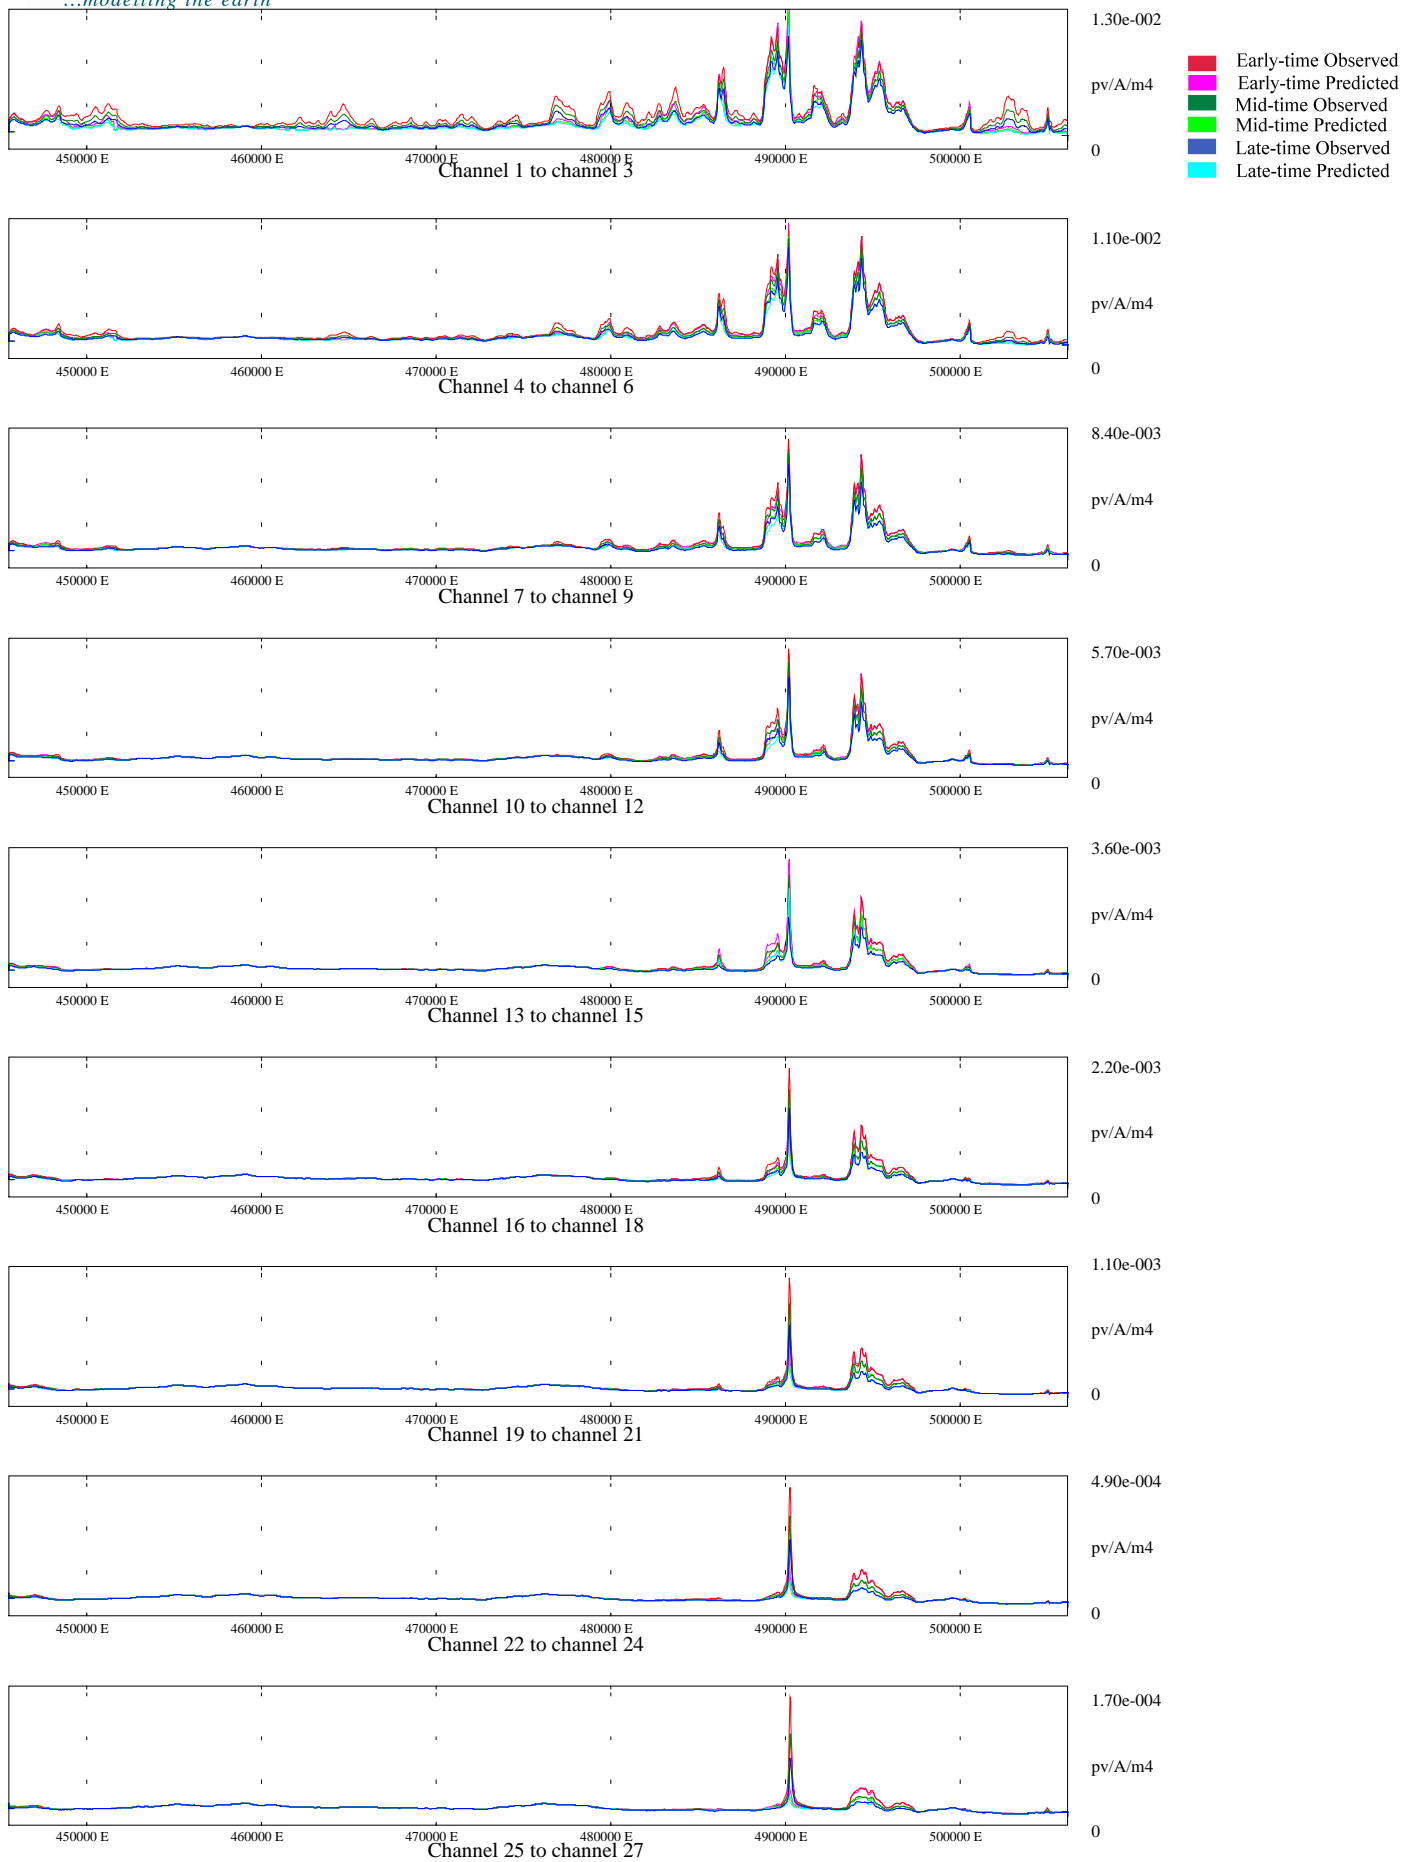 ...modelling the earth
1.30e-002
Early-time Observed
Early-time Predicted
pv/A/m4
Mid-time Observed
Mid-time Predicted
Late-time Observed
0
Late-time Predicted
450000 E 460000 E 470000 E 480000 E 490000 E 500000 E
Channel 1 to channel 3
1.10e-002
pv/A/m4
0
450000 E 460000 E 470000 E 480000 E 490000 E 500000 E
Channel 4 to channel 6
8.40e-003
pv/A/m4
0
450000 E 460000 E 470000 E 480000 E 490000 E 500000 E
Channel 7 to channel 9
5.70e-003
pv/A/m4
0
450000 E 460000 E 470000 E 480000 E 490000 E 500000 E
Channel 10 to channel 12
3.60e-003
pv/A/m4
0
450000 E 460000 E 470000 E 480000 E 490000 E 500000 E
Channel 13 to channel 15
2.20e-003
pv/A/m4
0
450000 E 460000 E 470000 E 480000 E 490000 E 500000 E
Channel 16 to channel 18
1.10e-003
pv/A/m4
0
450000 E 460000 E 470000 E 480000 E 490000 E 500000 E
Channel 19 to channel 21
4.90e-004
pv/A/m4
0
450000 E 460000 E 470000 E 480000 E 490000 E 500000 E
Channel 22 to channel 24
1.70e-004
pv/A/m4
0
450000 E 460000 E 470000 E 480000 E 490000 E 500000 E
Channel 25 to channel 27